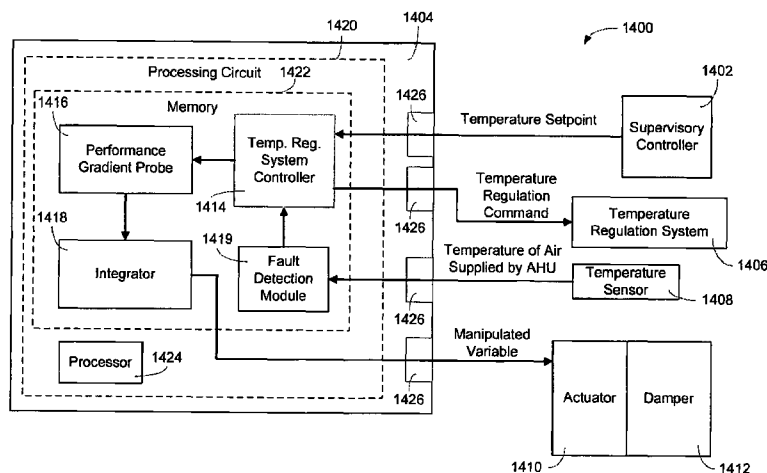 1420
1404
1400
Processing Circuit
1422
1402
Memory
1426
1416
Temperature Setpoint
Performance
Gradient Probe
Temp. Reg.
System
Controller
Supervisory
Controller
Temperature
Regulation
Command
1414
1418
1426
Temperature
Regulation System
1419
Integrator
Fault
Detection
Module
Temperature of Air
Supplied by AHU
1406
Temperature
Sensor
1408
1426
Manipulated
Variable
Processor
1424
1426
Actuator
Damper
1410
1412